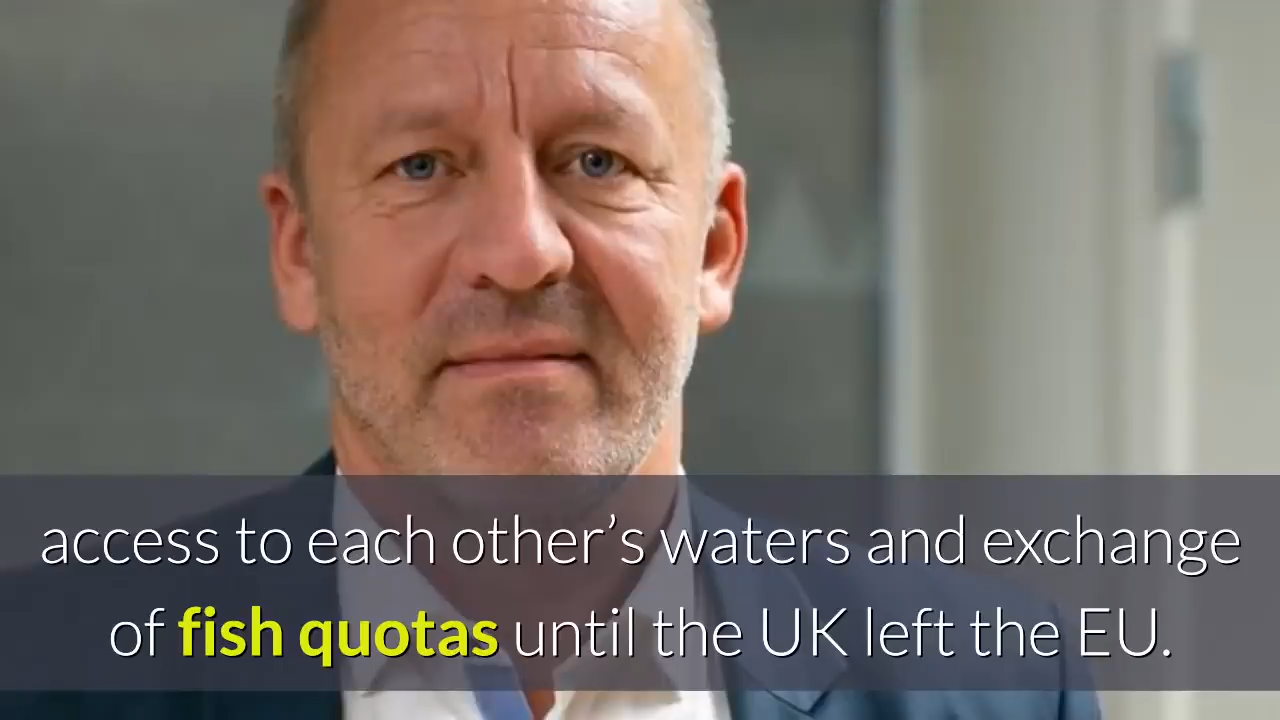 access to each other’s waters and exchange
of fish quotas until the UK left the EU.